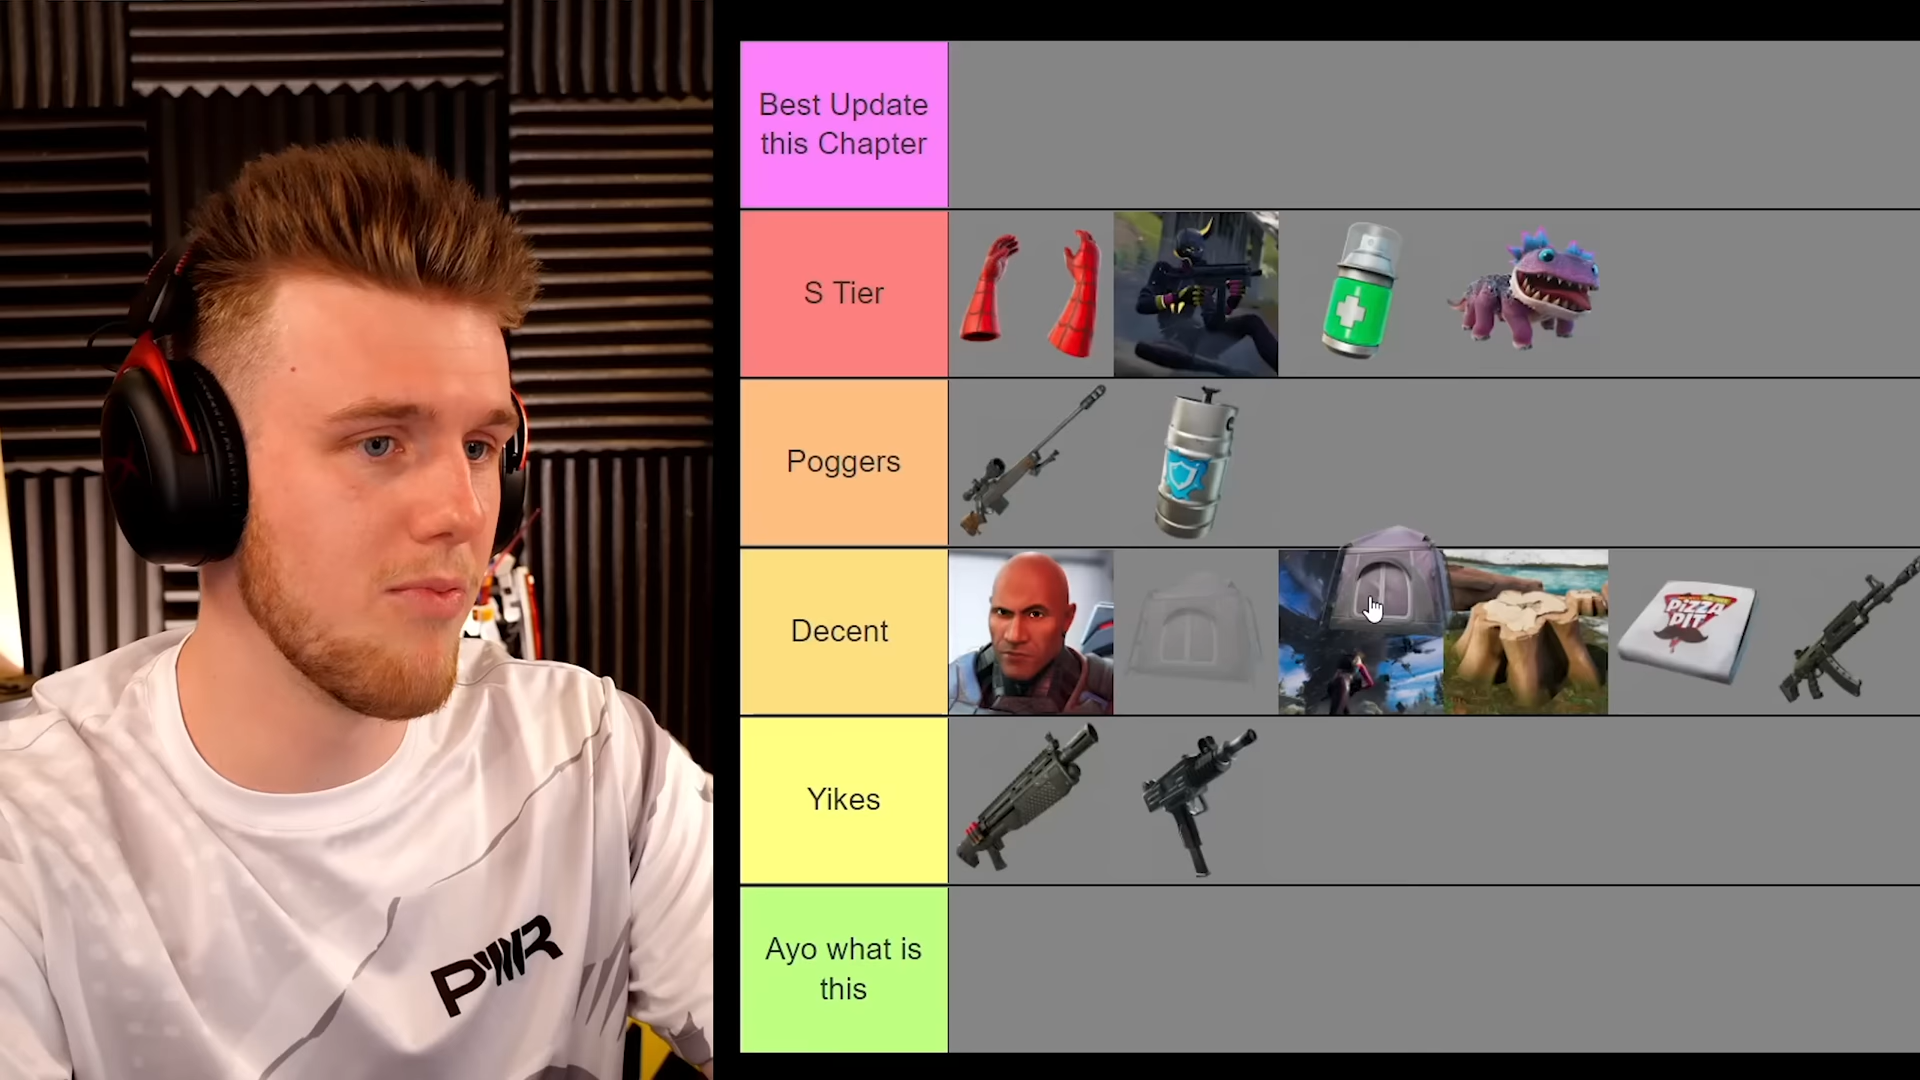 Best Update
this Chapter
S Tier
Poggers
Decent
PIZZA
PIT
Yikes
Ayo what is
this
PWR